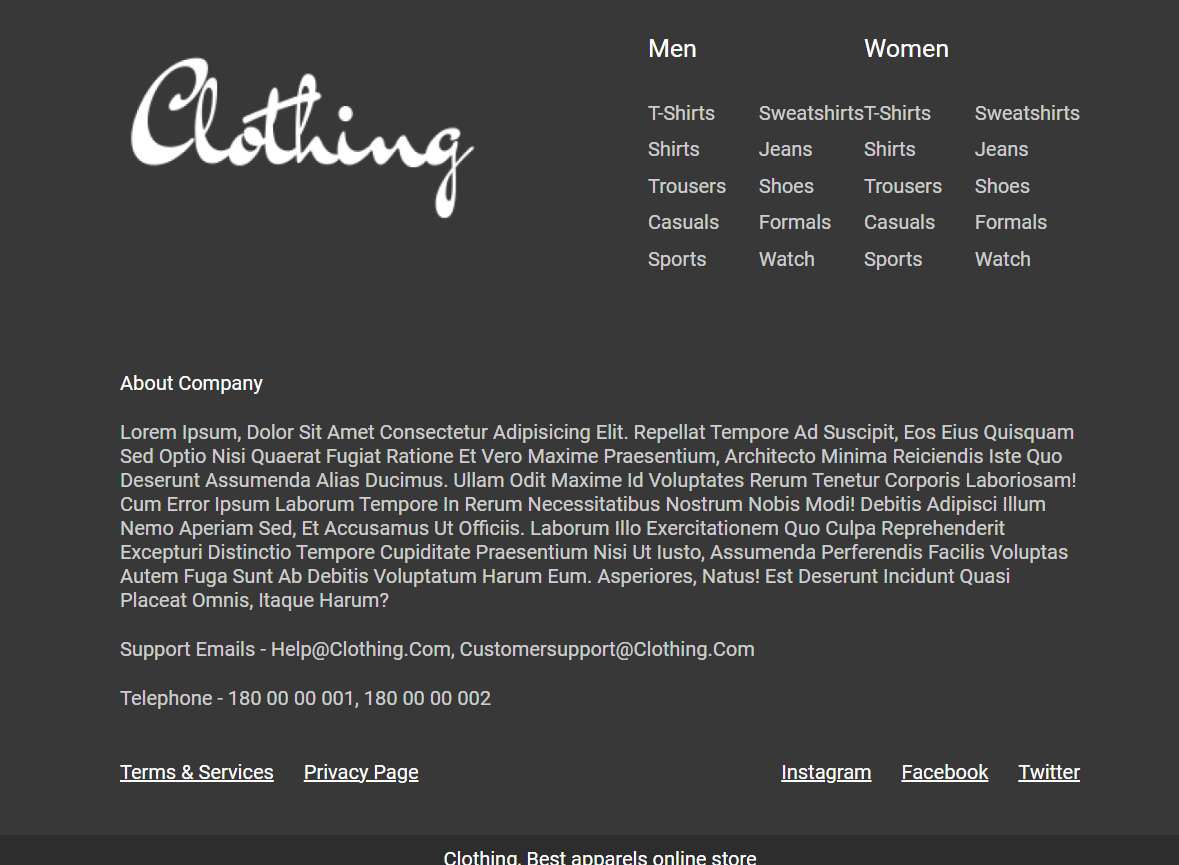 Clothing
Men
T-Shirts
Shirts
Trousers
Casuals
Sports
Sweatshirts
Jeans
Shoes
Formals
Watch
Women
T-Shirts
Shirts
Trousers
Casuals
Sports
Sweatshirts
Jeans
Shoes
Formals
Watch
About Company
Lorem Ipsum, Dolor Sit Amet Consectetur Adipisicing Elit. Repellat Tempore Ad Suscipit, Eos Eius Quisquam
Sed Optio Nisi Quaerat Fugiat Ratione Et Vero Maxime Praesentium, Architecto Minima Reiciendis Iste Quo
Deserunt Assumenda Alias Ducimus. Ullam Odit Maxime Id Voluptates Rerum Tenetur Corporis Laboriosam!
Cum Error Ipsum Laborum Tempore In Rerum Necessitatibus Nostrum Nobis Modi! Debitis Adipisci Illum
Nemo Aperiam Sed, Et Accusamus Ut Officiis. Laborum Illo Exercitationem Quo Culpa Reprehenderit
Excepturi Distinctio Tempore Cupiditate Praesentium Nisi Ut Iusto, Assumenda Perferendis Facilis Voluptas
Autem Fuga Sunt Ab Debitis Voluptatum Harum Eum. Asperiores, Natus! Est Deserunt Incidunt Quasi
Placeat Omnis, Itaque Harum?
Support Emails - Help@Clothing.Com, Customersupport@Clothing.Com
Telephone - 180 00 00 001, 180 00 00 002
Terms & Services Privacy Page Instagram Facebook Twitter
Clothing, Best apparels online store